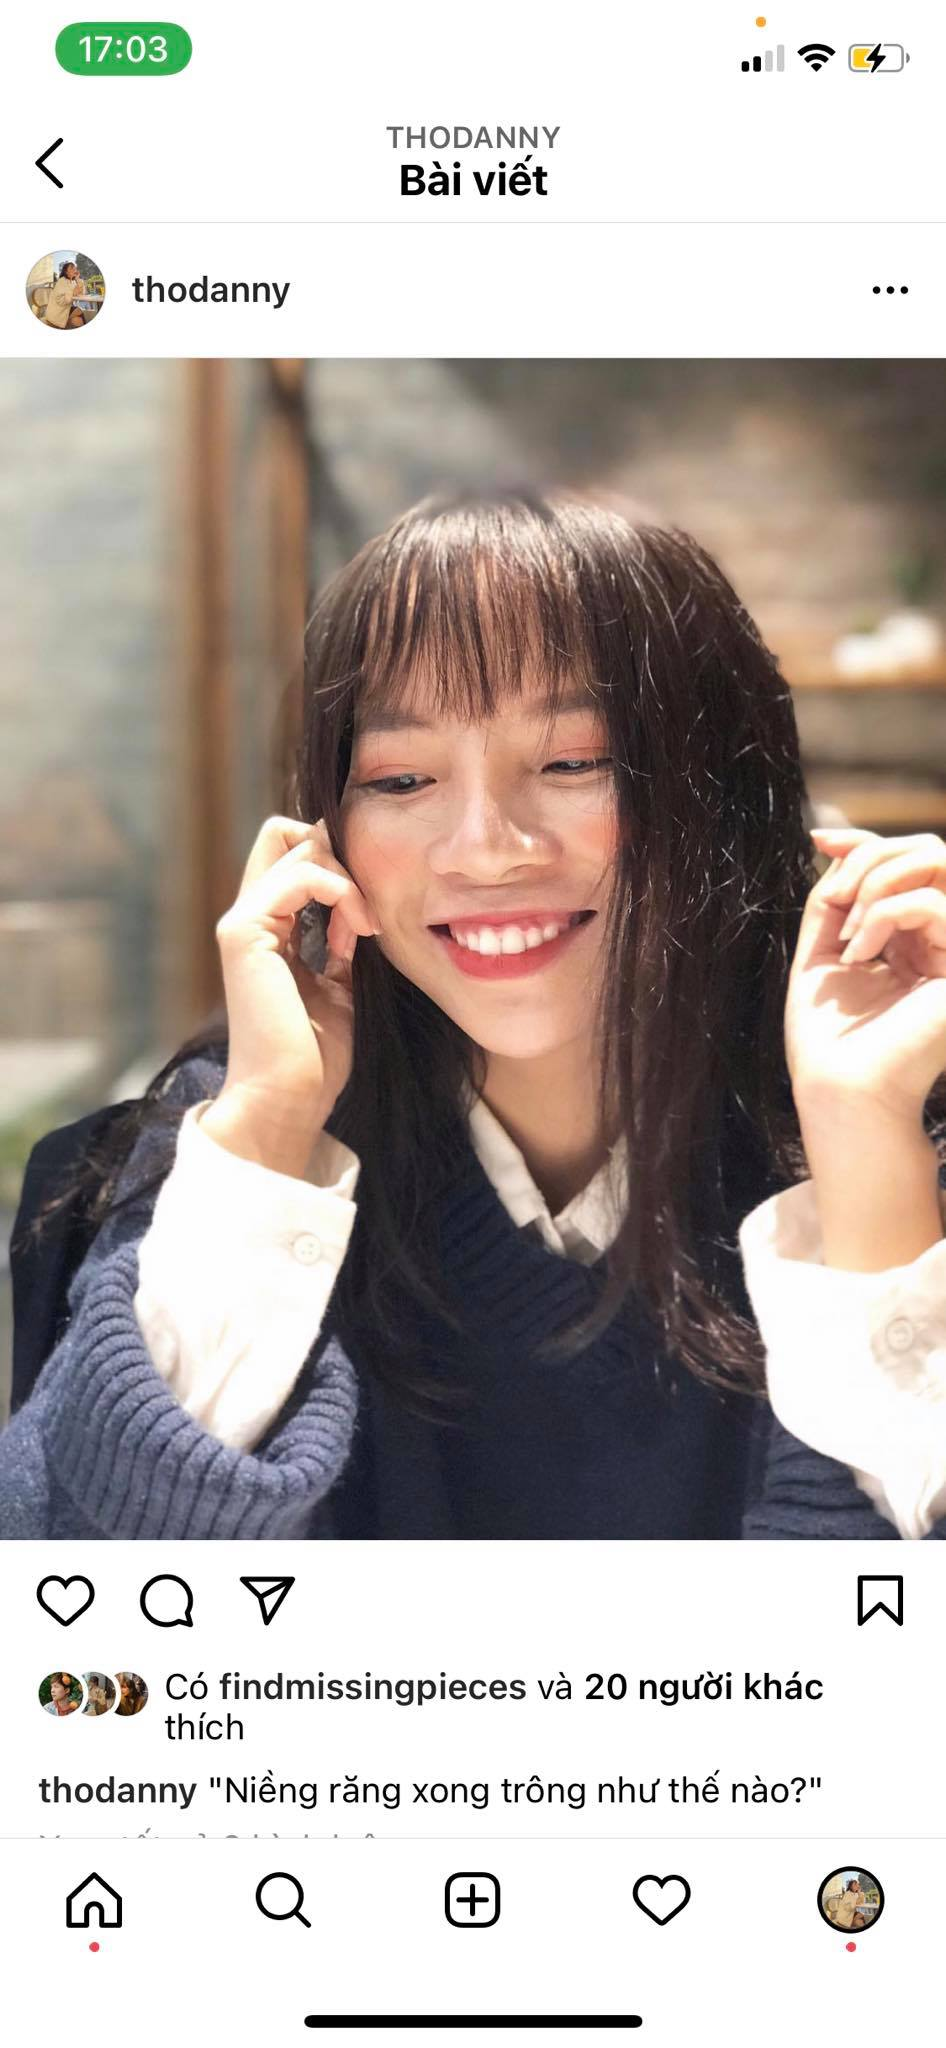 17:03
THODANNY
Bài viết
thodanny
Có findmissingpieces và 20 người khác
thích
thodanny "Niềng răng xong trông như thế nào?"